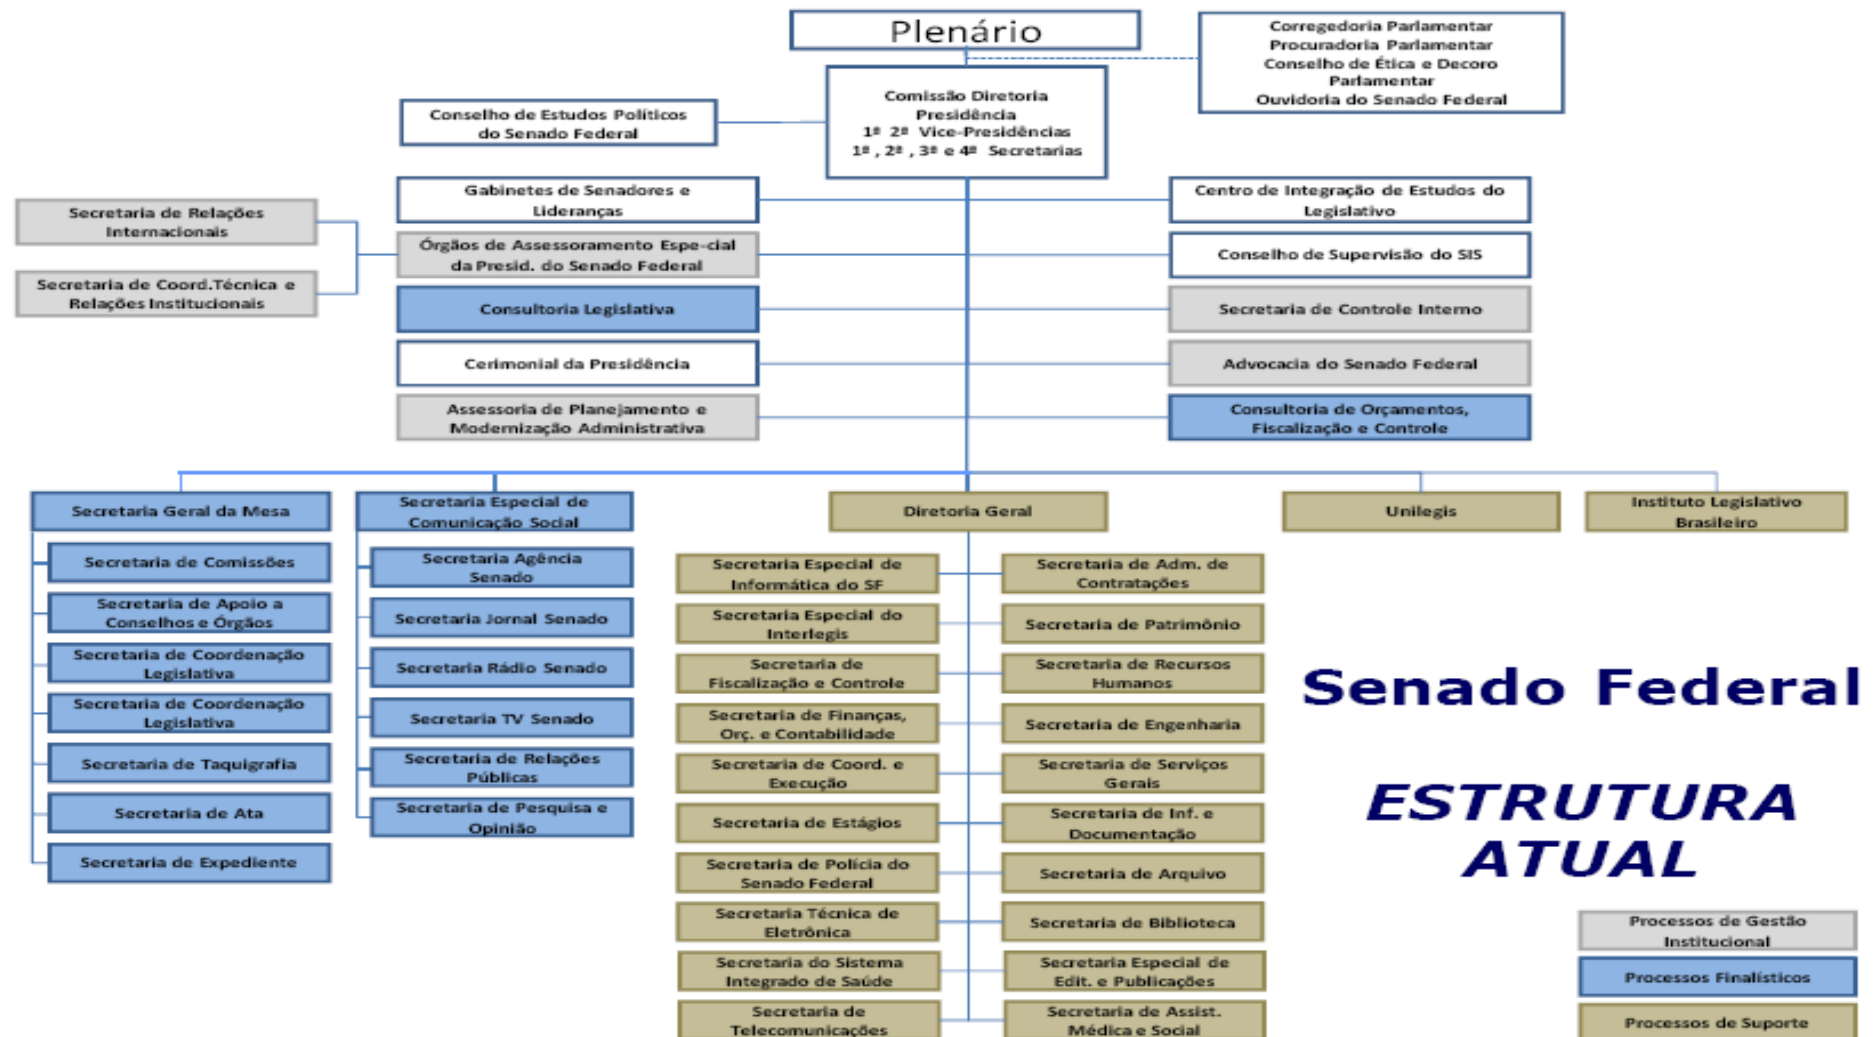 Plenário
Corregedoria Parlamentar
Procuradoria Parlamentar
Conselho de Ética e Decoro
Parlamentar
Ouvidoria do Senado Federal
Comissão Diretoria
Presidência
1ª 2ª Vice-Presidências
1ª , 2ª , 3ª e 4ª Secretarias
Conselho de Estudos Políticos
do Senado Federal
Gabinetes de Senadores e
Lideranças
Centro de Integração de Estudos do
Legislativo
Secretaria de Relações
Internacionais
Órgãos de Assessoramento Espe-cial
da Presid. do Senado Federal
Conselho de Supervisão do SIS
Secretaria de Coord.Técnica e
Relações Institucionais
Consultoria Legislativa
Secretaria de Controle Interno
Cerimonial da Presidência
Advocacia do Senado Federal
Assessoria de Planejamento e
Modernização Administrativa
Consultoria de Orçamentos,
Fiscalização e Controle
Secretaria Geral da Mesa
Secretaria Especial de
Comunicação Social
Diretoria Geral
Unilegis
Instituto Legislativo
Brasileiro
Secretaria de Comissões
Secretaria de Apoio a
Conselhos e Órgãos
Secretaria de Coordenação
Legislativa
Secretaria de Coordenação
Legislativa
Secretaria de Taquigrafia
Secretaria de Ata
Secretaria de Expediente
Secretaria Agência
Senado
Secretaria Jornal Senado
Secretaria Rádio Senado
Secretaria TV Senado
Secretaria de Relações
Públicas
Secretaria de Pesquisa e
Opinião
Secretaria Especial de
Informática do SF
Secretaria de Adm. de
Contratações
Secretaria Especial do
Interlegis
Secretaria de Patrimônio
Secretaria de
Fiscalização e Controle
Secretaria de Recursos
Humanos
Secretaria de Finanças,
Orç. e Contabilidade
Secretaria de Engenharia
Secretaria de Coord. e
Execução
Secretaria de Serviços
Gerais
Secretaria de Estágios
Secretaria de Inf. e
Documentação
Secretaria de Polícia do
Senado Federal
Secretaria de Arquivo
Secretaria Técnica de
Eletrônica
Secretaria de Biblioteca
Secretaria do Sistema
Integrado de Saúde
Secretaria Especial de
Edit. e Publicações
Secretaria de
Telecomunicações
Secretaria de Assist.
Médica e Social
Senado Federal
ESTRUTURA
ATUAL
Processos de Gestão
Institucional
Processos Finalísticos
Processos de Suporte